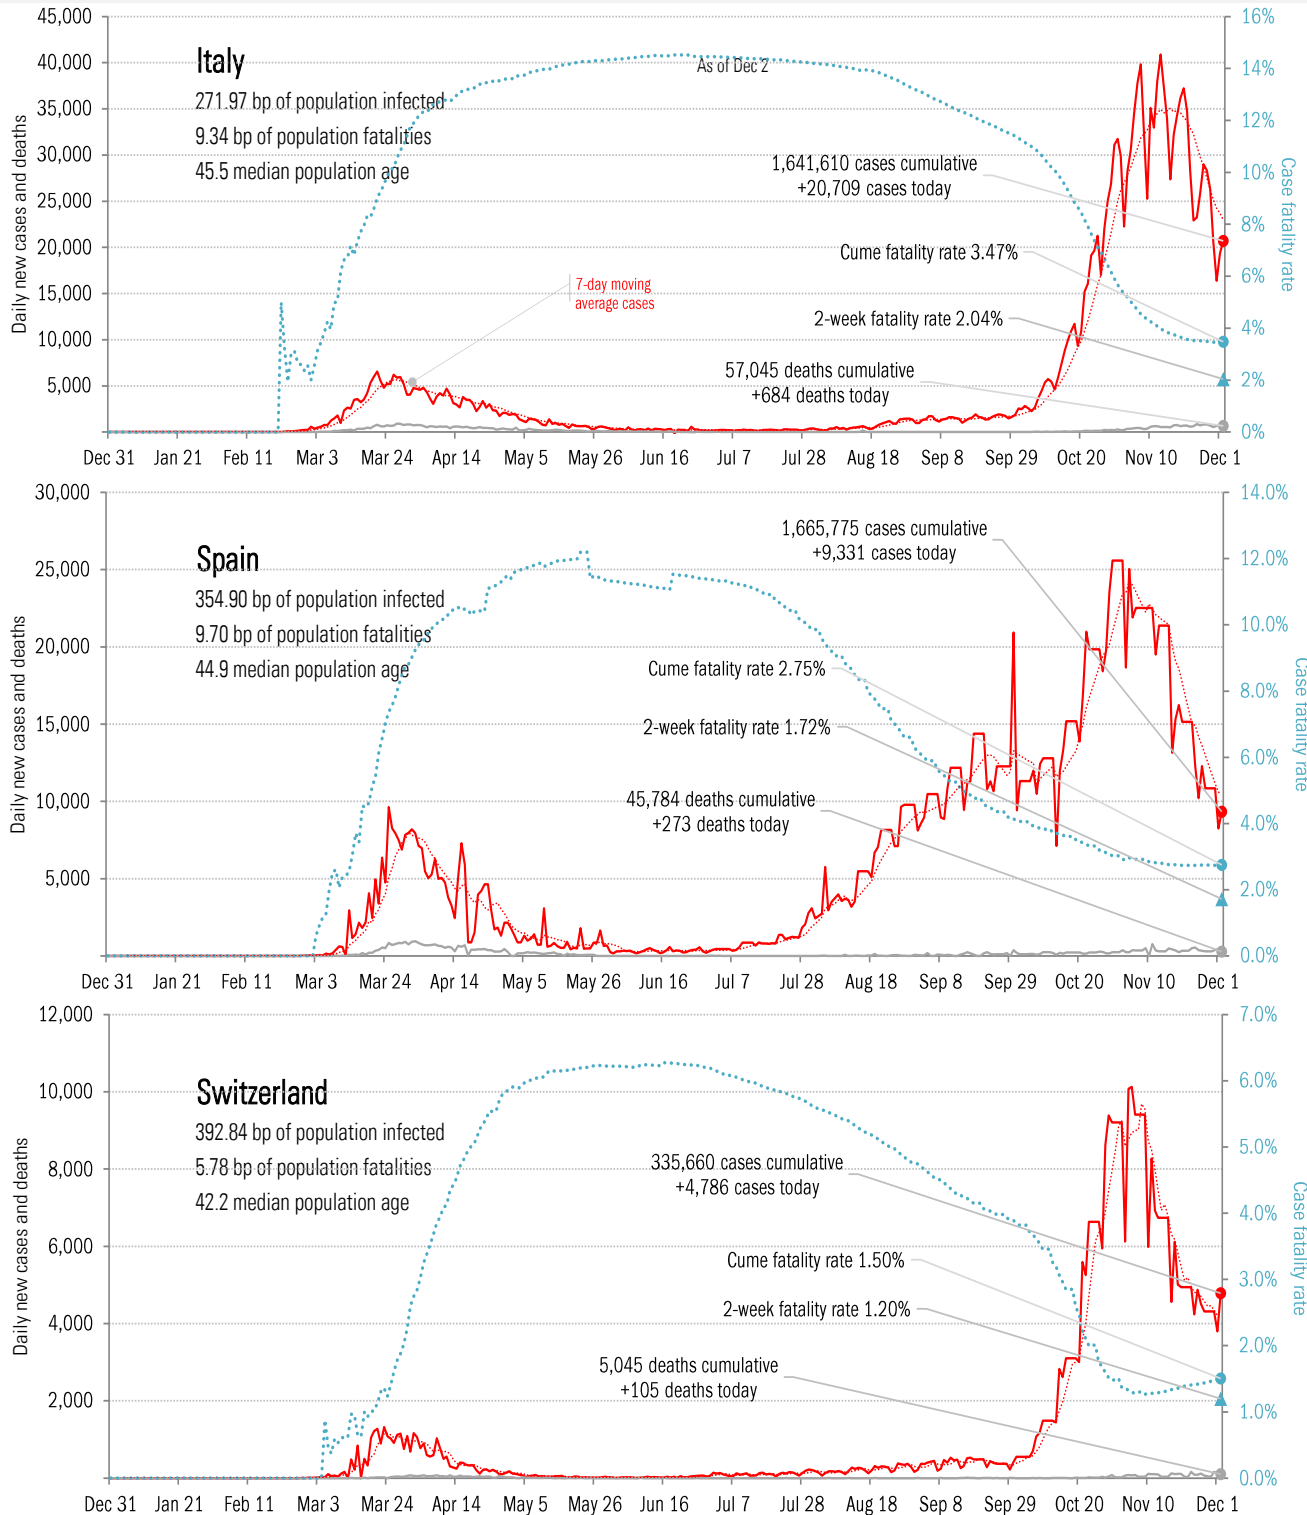 45,000
40,000
35,000
30,000
25,000
20,000
15,000
10,000
5,000
Daily new cases and deaths
Italy
271.97 bp of population infected
9.34 bp of population fatalities
45.5 median population age
As of Dec 2
1,641,610 cases cumulative
+20,709 cases today
Cume fatality rate 3.47%
7-day moving
average cases
2-week fatality rate 2.04%
57,045 deaths cumulative
+684 deaths today
16%
14%
12%
10%
8%
6%
4%
2%
0%
Case fatality rate
Dec 31 Jan 21 Feb 11 Mar 3 Mar 24 Apr 14 May 5 May 26 Jun 16 Jul 7 Jul 28 Aug 18 Sep 8 Sep 29 Oct 20 Nov 10 Dec 1
30,000
25,000
20,000
15,000
10,000
5,000
Daily new cases and deaths
Spain
354.90 bp of population infected
9.70 bp of population fatalities
44.9 median population age
1,665,775 cases cumulative
+9,331 cases today
Cume fatality rate 2.75%
2-week fatality rate 1.72%
45,784 deaths cumulative
+273 deaths today
14.0%
12.0%
10.0%
8.0%
6.0%
4.0%
2.0%
0.0%
Case fatality rate
Dec 31 Jan 21 Feb 11 Mar 3 Mar 24 Apr 14 May 5 May 26 Jun 16 Jul 7 Jul 28 Aug 18 Sep 8 Sep 29 Oct 20 Nov 10 Dec 1
12,000
10,000
8,000
6,000
4,000
2,000
Daily new cases and deaths
Switzerland
392.84 bp of population infected
5.78 bp of population fatalities
42.2 median population age
335,660 cases cumulative
+4,786 cases today
Cume fatality rate 1.50%
2-week fatality rate 1.20%
5,045 deaths cumulative
+105 deaths today
7.0%
6.0%
5.0%
4.0%
3.0%
2.0%
1.0%
0.0%
Case fatality rate
Dec 31 Jan 21 Feb 11 Mar 3 Mar 24 Apr 14 May 5 May 26 Jun 16 Jul 7 Jul 28 Aug 18 Sep 8 Sep 29 Oct 20 Nov 10 Dec 1